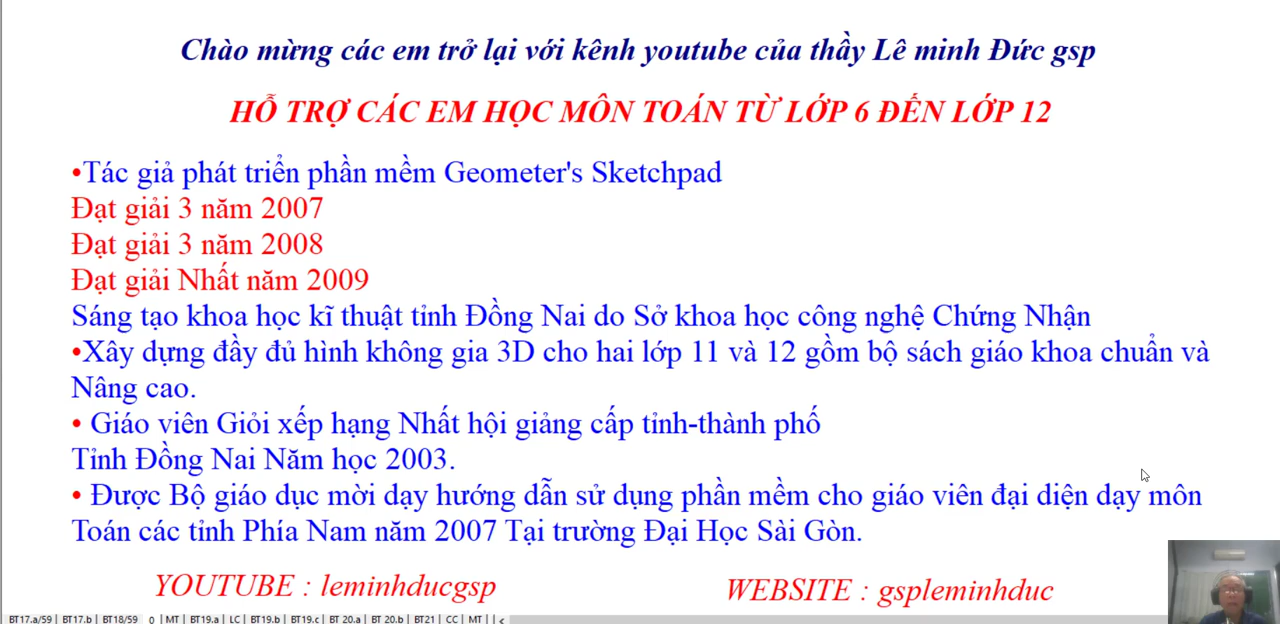 Chào mừng các em trở lại với kênh youtube của thầy Lê minh Đức gsp
HỖ TRỢ CÁC EM HỌC MÔN TOÁN TỪ LỚP 6 ĐẾN LỚP 12
•Tác giả phát triển phần mềm Geometer's Sketchpad
Đạt giải 3 năm 2007
Đạt giải 3 năm 2008
Đạt giải Nhất năm 2009
Sáng tạo khoa học kĩ thuật tỉnh Đồng Nai do Sở khoa học công nghệ Chứng Nhận
•Xây dựng đầy đủ hình không gia 3D cho hai lớp 11 và 12 gồm bộ sách giáo khoa chuẩn và
Nâng cao.
• Giáo viên Giỏi xếp hạng Nhất hội giảng cấp tỉnh-thành phố
Tỉnh Đồng Nai Năm học 2003.
• Được Bộ giáo dục mời dạy hướng dẫn sử dụng phần mềm cho giáo viên đại diện dạy môn
Toán các tỉnh Phía Nam năm 2007 Tại trường Đại Học Sài Gòn.
YOUTUBE : leminhducgsp
WEBSITE : gspleminhduc
BT17.a/59 | BT17.b | BT18/59 0 | MT | BT19.a | LC | BT19.b | BT19.c | BT 20.a | BT 20.b | BT21 | CC | MT | | <